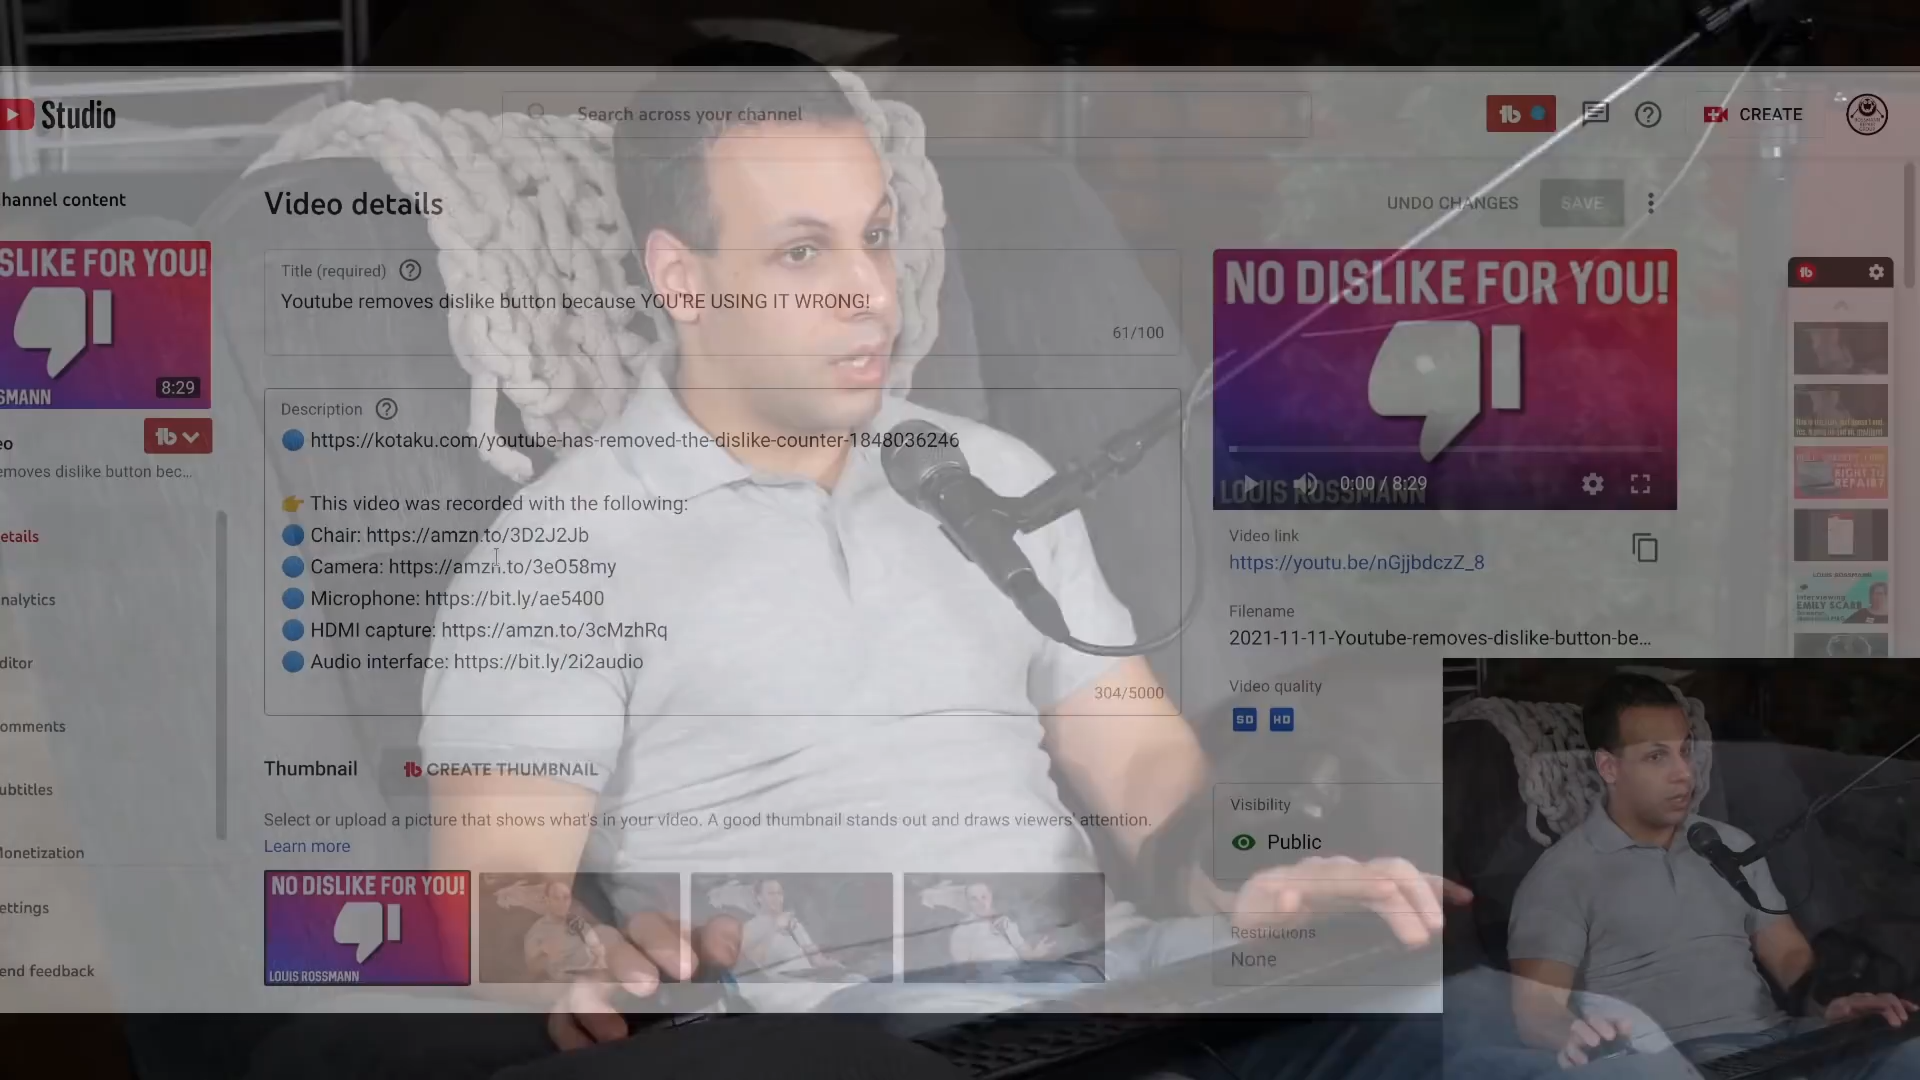 Studio
Search across your channel
CREATE
hannel content
SLIKE FOR YOU!
SMANN
8:29
eo
emoves dislike button bec...
etails
nalytics
ditor
omments
ubtitles
Monetization
ettings
end feedback
Video details
UNDO CHANGES
SAVE
Title (required)
Youtube removes dislike button because YOU'RE USING IT WRONG!
61/100
Description
https://kotaku.com/youtube-has-removed-the-dislike-counter-1848036246
This video was recorded with the following:
Chair: https://amzn.to/3D2J2Jb
Camera: https://amzn.to/3eO58my
Microphone: https://bit.ly/ae5400
HDMI capture: https://amzn.to/3cMzhRq
Audio interface: https://bit.ly/2i2audio
304/5000
Thumbnail
CREATE THUMBNAIL
Select or upload a picture that shows what's in your video. A good thumbnail stands out and draws viewers' attention.
Learn more
NO DISLIKE FOR YOU!
LOUIS ROSSMANN
NO DISLIKE FOR YOU!
0:00 / 8:29
LOUIS ROSSMANN
Video link
https://youtu.be/nGjjbdczZ_8
Filename
2021-11-11-Youtube-removes-dislike-button-be...
Video quality
SD HD
Visibility
Public
Restrictions
None
RIGHT TO
REPAIR?
EMILY SCARR